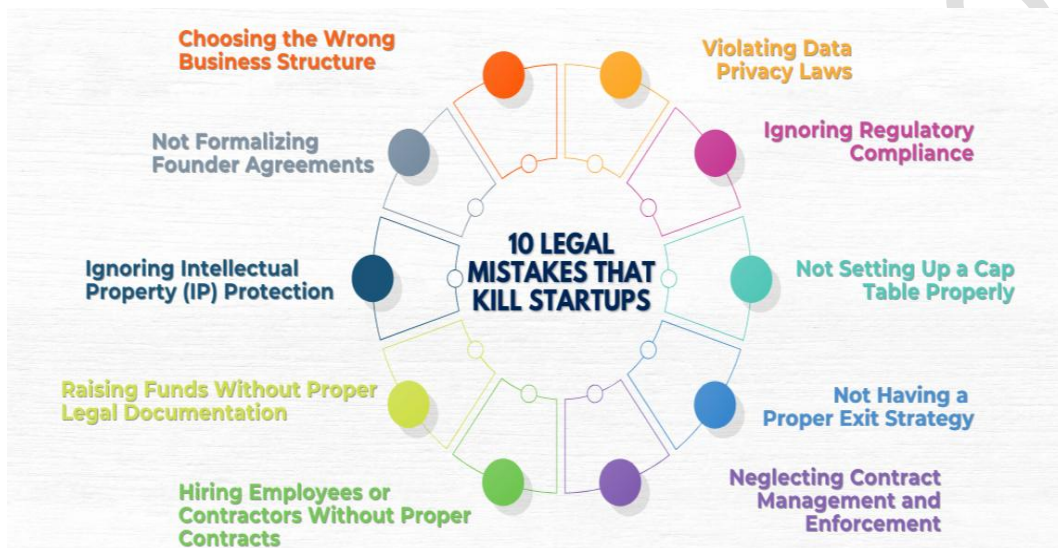 Choosing the Wrong
Business Structure
Violating Data
Privacy Laws
Not Formalizing
Founder Agreements
Ignoring Regulatory
Compliance
10 LEGAL
MISTAKES THAT
KILL STARTUPS
Ignoring Intellectual
Property (IP) Protection
Not Setting Up a Cap
Table Properly
Raising Funds Without Proper
Legal Documentation
Not Having a
Proper Exit Strategy
Hiring Employees or
Contractors Without Proper
Contracts
Neglecting Contract
Management and
Enforcement